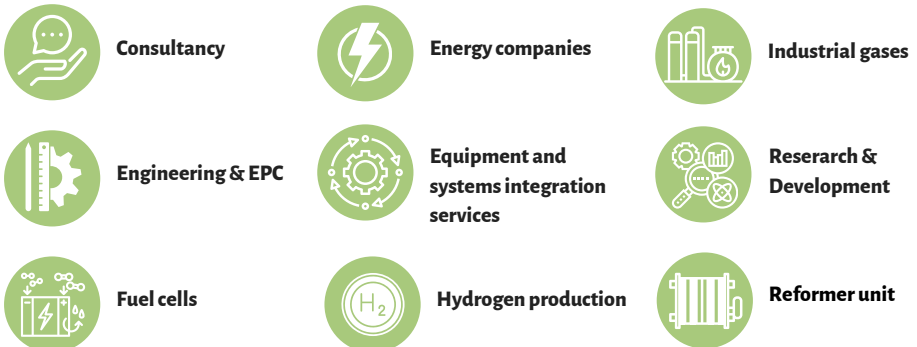 Consultancy
Energy companies
Industrial gases
Engineering & EPC
Equipment and
systems integration
services
Reserarch &
Development
Fuel cells
- +
H2
Hydrogen production
Reformer unit